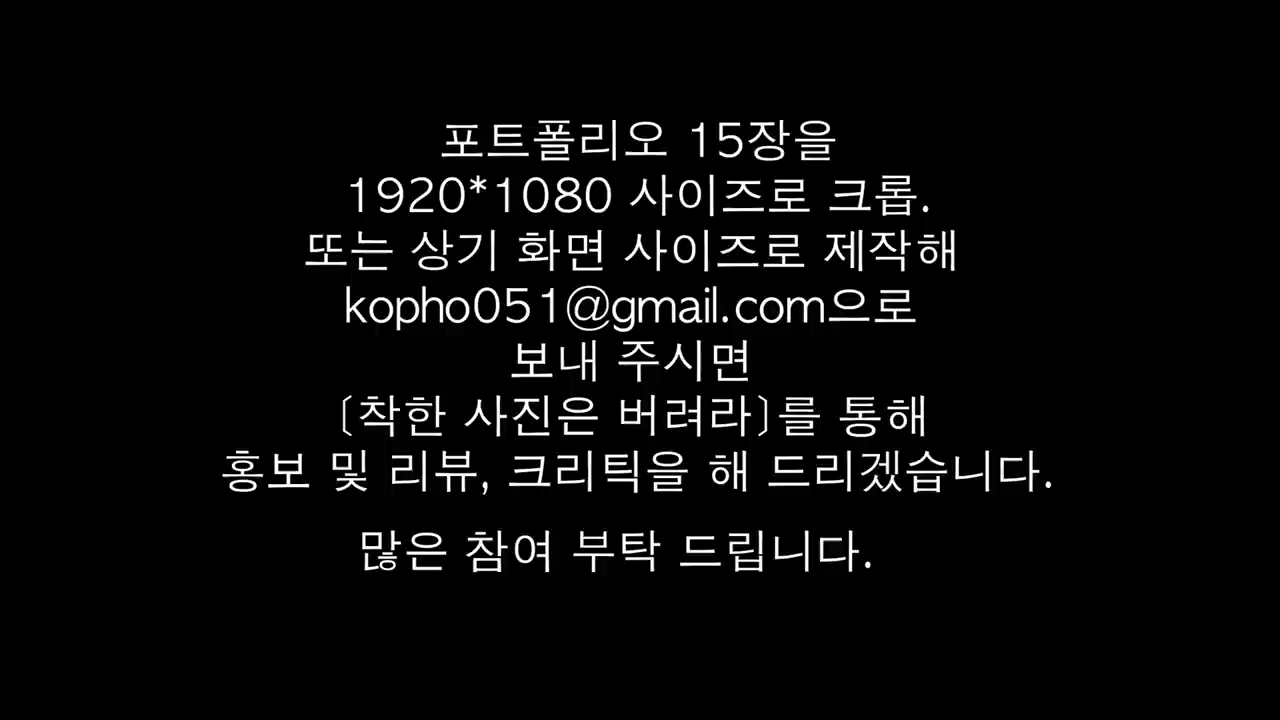 포트폴리오 15장을
1920*1080 사이즈로 크롭.
또는 상기 화면 사이즈로 제작해
kopho051@gmail.com으로
보내 주시면
〔착한 사진은 버려라〕를 통해
홍보 및 리뷰, 크리틱을 해 드리겠습니다.
많은 참여 부탁 드립니다.